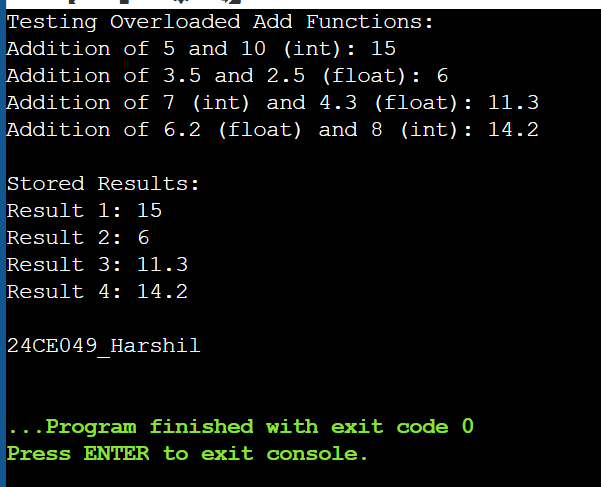 Testing Overloaded Add Functions:
Addition of 5 and 10 (int): 15
Addition of 3.5 and 2.5 (float): 6
Addition of 7 (int) and 4.3 (float): 11.3
Addition of 6.2 (float) and 8 (int): 14.2
Stored Results:
Result 1: 15
Result 2: 6
Result 3: 11.3
Result 4: 14.2
24CE049_Harshil
...Program finished with exit code 0
Press ENTER to exit console.